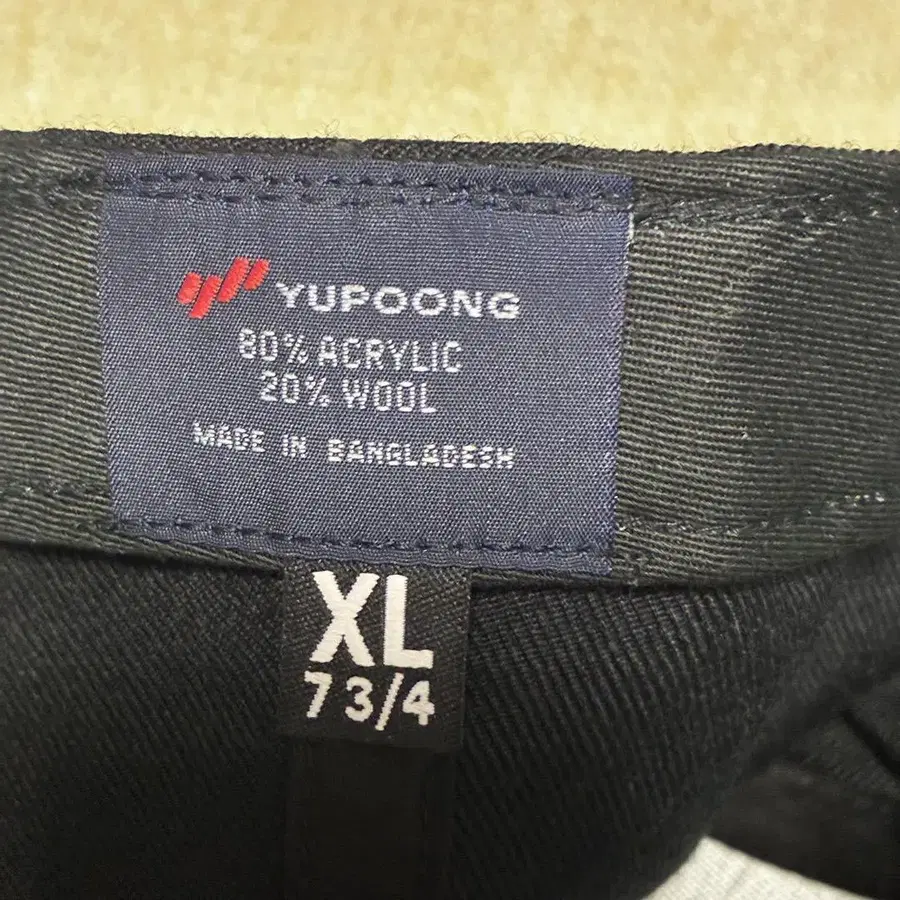 YUPOONG
80% ACRYLIC
20% WOOL
MADE IN BANGLADESH
XL
7 3/4